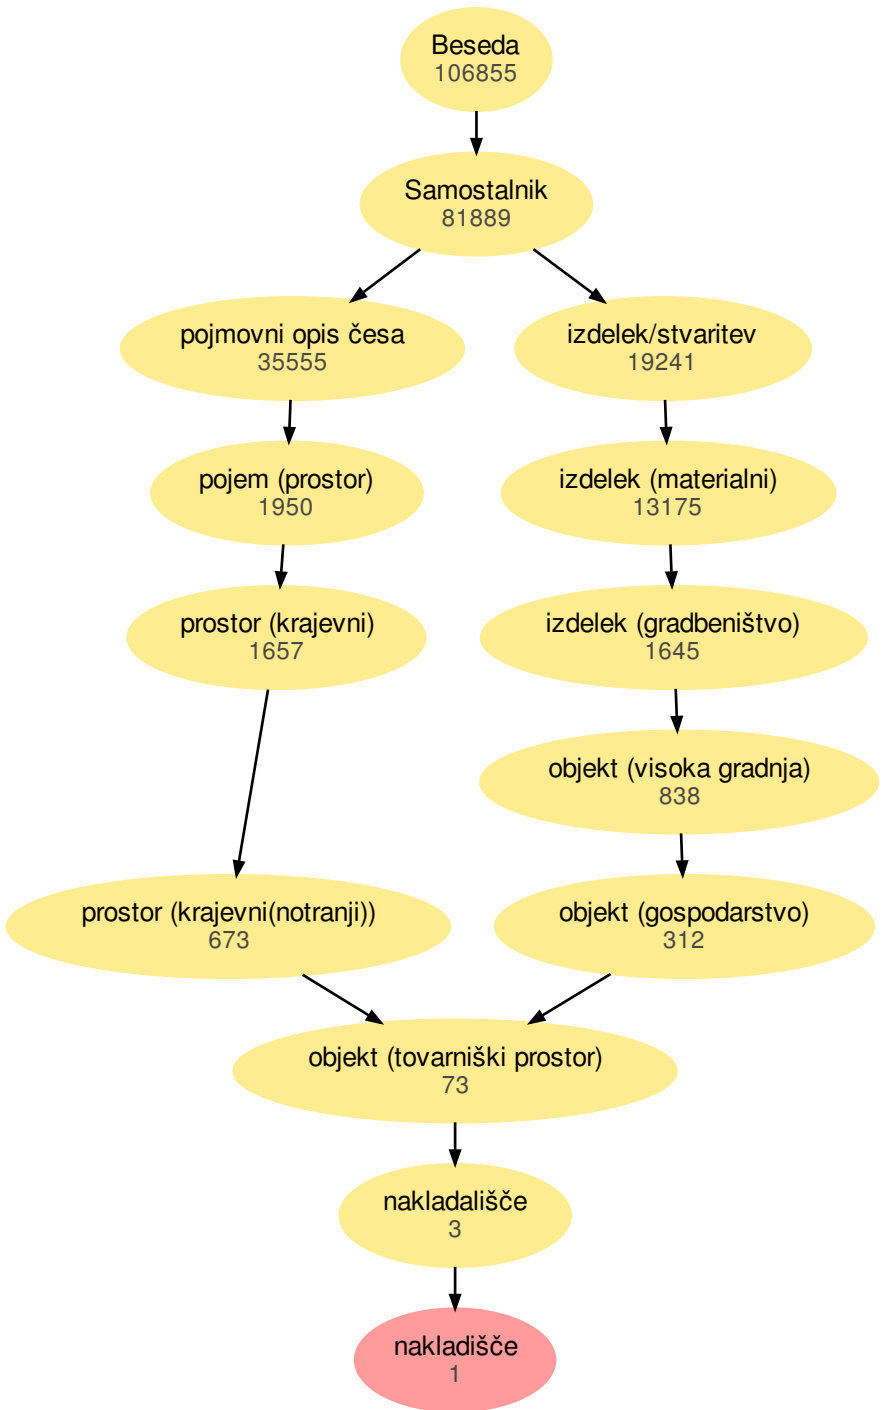 Beseda
106855
Samostalnik
81889
pojmovni opis česa
35555
izdelek/stvaritev
19241
pojem (prostor)
1950
izdelek (materialni)
13175
prostor (krajevni)
1657
izdelek (gradbeništvo)
1645
objekt (visoka gradnja)
838
prostor (krajevni(notranji))
673
objekt (gospodarstvo)
312
objekt (tovarniški prostor)
73
nakladališče
3
nakladišče
1